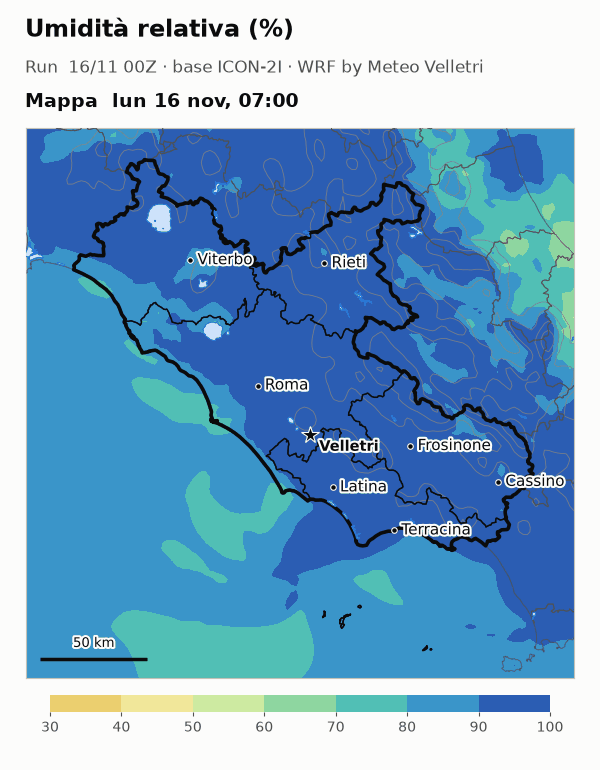 Umidità relativa (%)
Run  16/11 00Z · base ICON-2I · WRF by Meteo Velletri
Mappa  lun 16 nov, 07:00
Viterbo
Rieti
Roma
Velletri
Frosinone
Cassino
Latina
Terracina
50 km
30 40 50 60 70 80 90 100